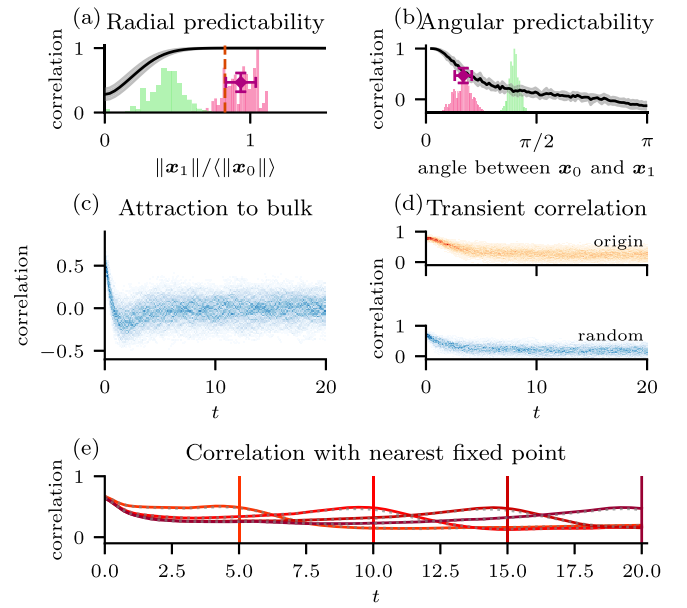 (a) Radial predictability
correlation
1
0
0
1
‖x₁‖/⟨‖x₀‖⟩
(b) Angular predictability
correlation
1
0
0
π/2
π
angle between x₀ and x₁
(c) Attraction to bulk
correlation
0.5
0.0
−0.5
0
10
20
t
(d) Transient correlation
correlation
1
0
origin
1
0
random
0
10
20
t
(e) Correlation with nearest fixed point
correlation
1
0
0.0
2.5
5.0
7.5
10.0
12.5
15.0
17.5
20.0
t